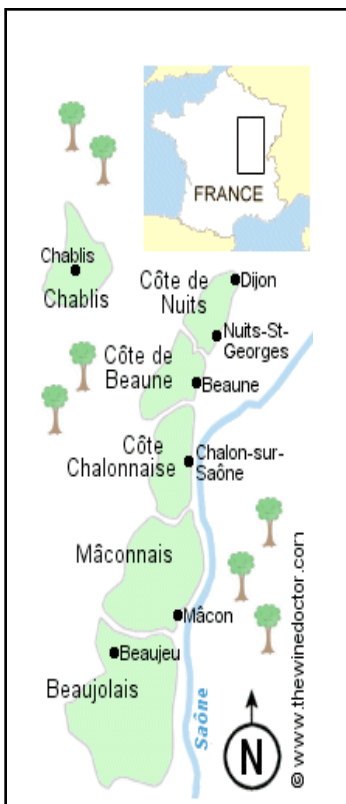 FRANCE
Chablis
Chablis
Côte de
Nuits
Dijon
Nuits-St-
Georges
Côte de
Beaune
Beaune
Côte
Chalonnaise
Chalon-sur-
Saône
Mâconnais
Mâcon
Beaujeu
Beaujolais
Saône
N
© www.thewinedoctor.com